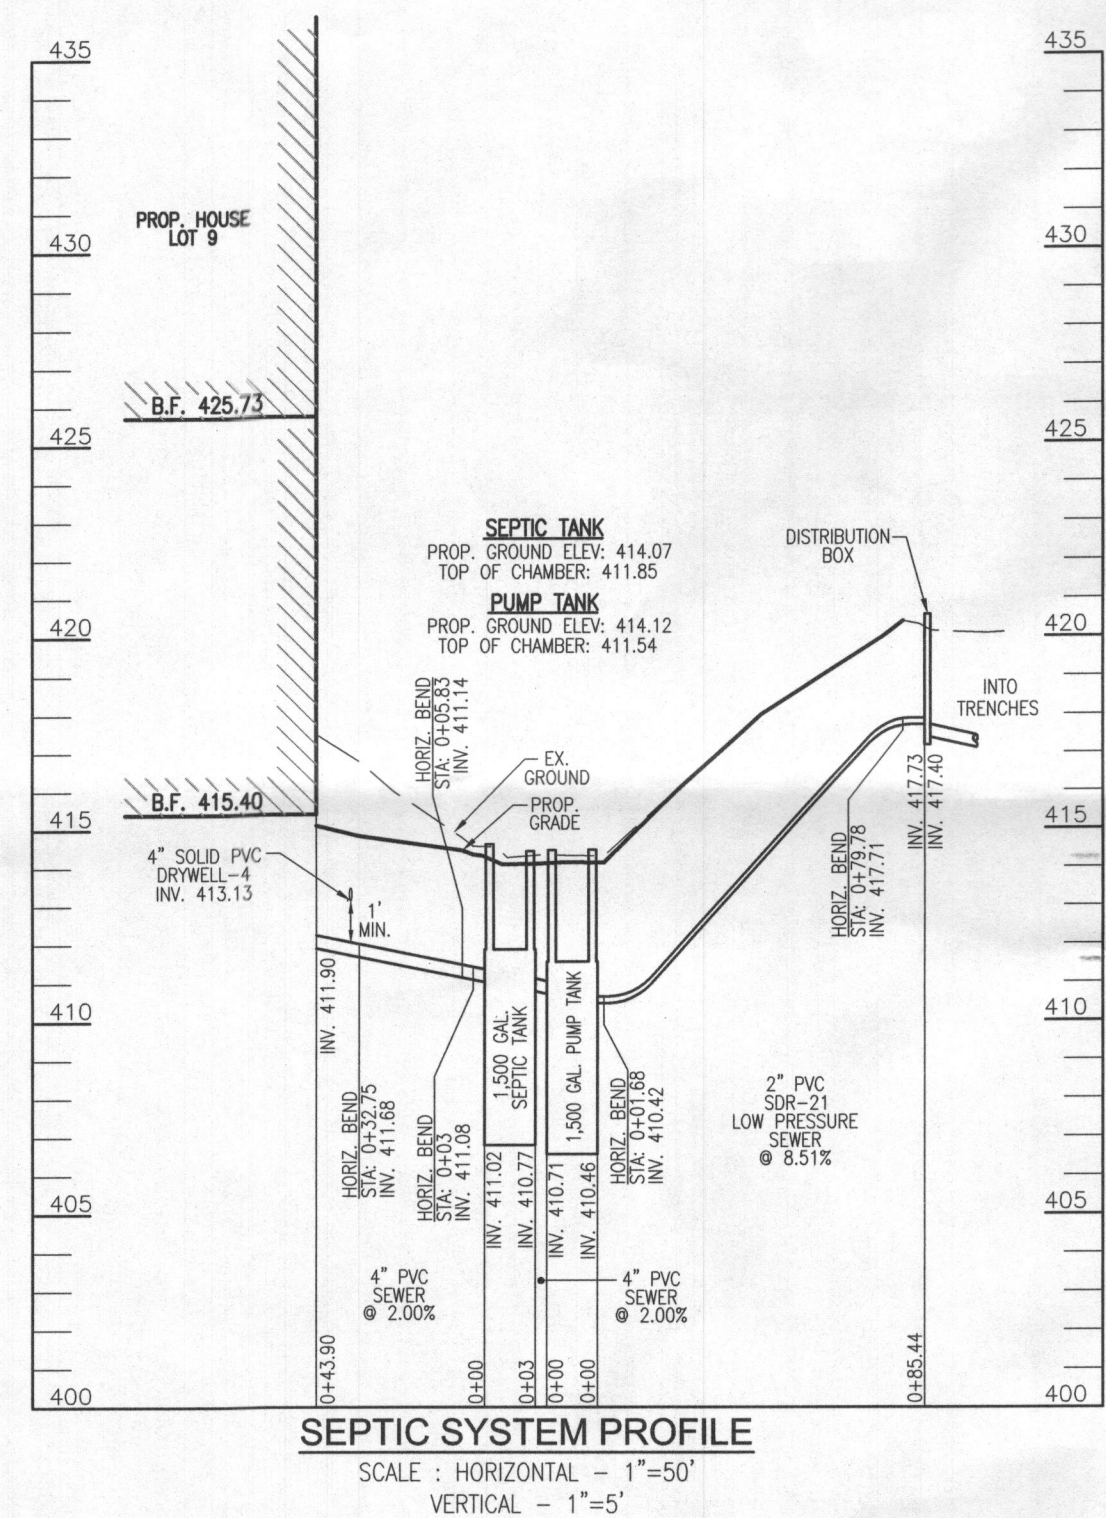 435
430
425
420
415
410
405
400
435
430
425
420
415
410
405
400
PROP. HOUSE
LOT 9
B.F. 425.73
SEPTIC TANK
PROP. GROUND ELEV: 414.07
TOP OF CHAMBER: 411.85
PUMP TANK
PROP. GROUND ELEV: 414.12
TOP OF CHAMBER: 411.54
DISTRIBUTION
BOX
INTO
TRENCHES
HORIZ. BEND
STA: 0+05.83
INV. 411.14
EX.
GROUND
PROP.
GRADE
B.F. 415.40
4" SOLID PVC
DRYWELL-4
INV. 413.13
1'
MIN.
INV. 411.90
HORIZ. BEND
STA: 0+32.75
INV. 411.68
HORIZ. BEND
STA: 0+03
INV. 411.08
1,500 GAL.
SEPTIC TANK
1,500 GAL. PUMP TANK
INV. 411.02
INV. 410.77
INV. 410.71
INV. 410.46
HORIZ. BEND
STA: 0+01.68
INV. 410.42
2" PVC
SDR-21
LOW PRESSURE
SEWER
@ 8.51%
HORIZ. BEND
STA: 0+79.78
INV. 417.71
INV. 417.73
INV. 417.40
4" PVC
SEWER
@ 2.00%
4" PVC
SEWER
@ 2.00%
0+43.90
0+00
0+03
0+00
0+00
0+85.44
SEPTIC SYSTEM PROFILE
SCALE : HORIZONTAL - 1"=50'
VERTICAL - 1"=5'